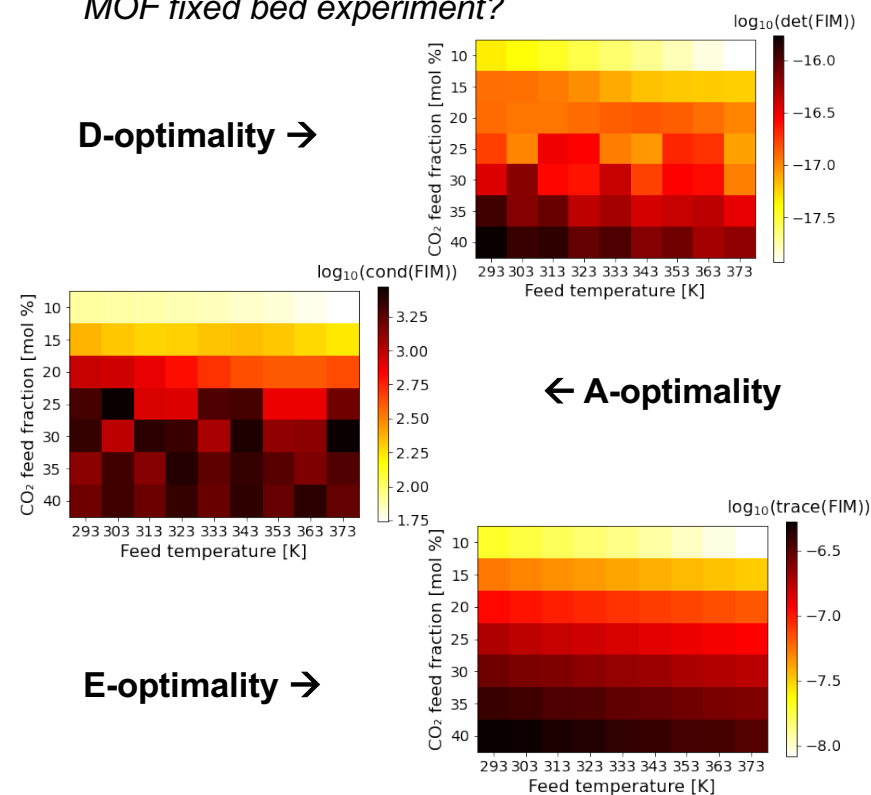 MOF fixed bed experiment?
log₁₀(det(FIM))
D-optimality →
CO₂ feed fraction [mol %]
10
15
20
25
30
35
40
293 303 313 323 333 343 353 363 373
Feed temperature [K]
−16.0
−16.5
−17.0
−17.5
log₁₀(cond(FIM))
CO₂ feed fraction [mol %]
10
15
20
25
30
35
40
293 303 313 323 333 343 353 363 373
Feed temperature [K]
3.25
3.00
2.75
2.50
2.25
2.00
1.75
← A-optimality
log₁₀(trace(FIM))
E-optimality →
CO₂ feed fraction [mol %]
10
15
20
25
30
35
40
293 303 313 323 333 343 353 363 373
Feed temperature [K]
−6.5
−7.0
−7.5
−8.0